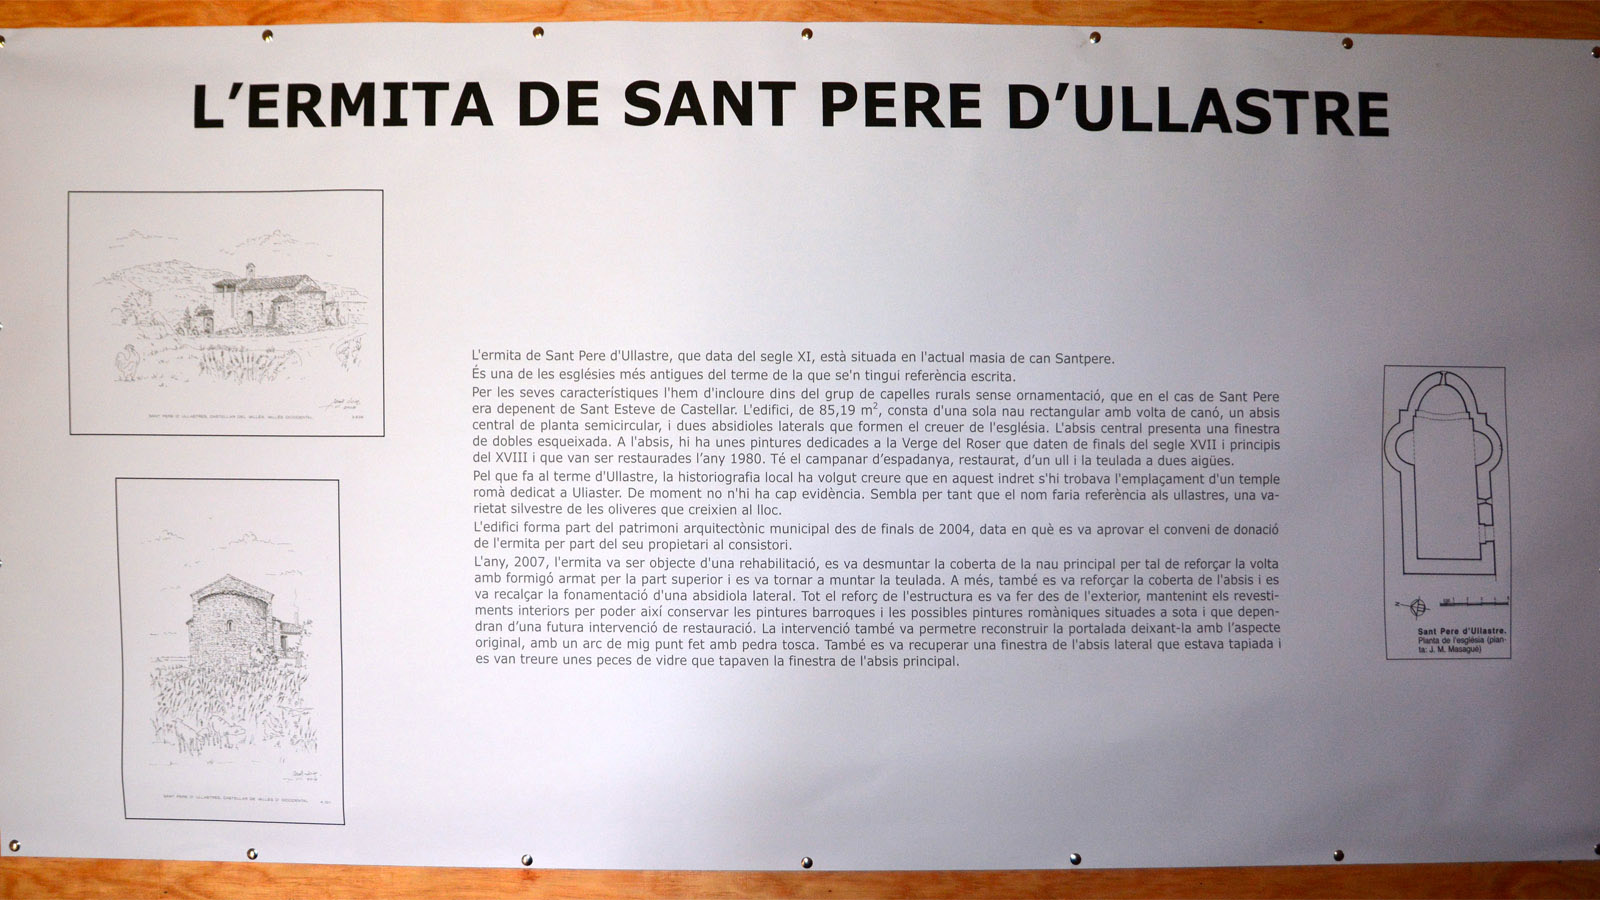 L'ERMITA DE SANT PERE D'ULLASTRE
SANT PERE D' ULLASTRES, CASTELLAR DEL VALLÈS. VALLÈS OCCIDENTAL
L'ermita de Sant Pere d'Ullastre, que data del segle XI, està situada en l'actual masia de can Santpere.
És una de les esglésies més antigues del terme de la que se'n tingui referència escrita.
Per les seves característiques l'hem d'incloure dins del grup de capelles rurals sense ornamentació, que en el cas de Sant Pere
era depenent de Sant Esteve de Castellar. L'edifici, de 85,19 m², consta d'una sola nau rectangular amb volta de canó, un absis
central de planta semicircular, i dues absidioles laterals que formen el creuer de l'església. L'absis central presenta una finestra
de dobles esqueixada. A l'absis, hi ha unes pintures dedicades a la Verge del Roser que daten de finals del segle XVII i principis
del XVIII i que van ser restaurades l'any 1980. Té el campanar d'espadanya, restaurat, d'un ull i la teulada a dues aigües.
Pel que fa al terme d'Ullastre, la historiografia local ha volgut creure que en aquest indret s'hi trobava l'emplaçament d'un temple
romà dedicat a Uliaster. De moment no n'hi ha cap evidència. Sembla per tant que el nom faria referència als ullastres, una va-
rietat silvestre de les oliveres que creixien al lloc.
L'edifici forma part del patrimoni arquitectònic municipal des de finals de 2004, data en què es va aprovar el conveni de donació
de l'ermita per part del seu propietari al consistori.
L'any, 2007, l'ermita va ser objecte d'una rehabilitació, es va desmuntar la coberta de la nau principal per tal de reforçar la volta
amb formigó armat per la part superior i es va tornar a muntar la teulada. A més, també es va reforçar la coberta de l'absis i es
va recalçar la fonamentació d'una absidiola lateral. Tot el reforç de l'estructura es va fer des de l'exterior, mantenint els revesti-
ments interiors per poder així conservar les pintures barroques i les possibles pintures romàniques situades a sota i que depen-
dran d'una futura intervenció de restauració. La intervenció també va permetre reconstruir la portalada deixant-la amb l'aspecte
original, amb un arc de mig punt fet amb pedra tosca. També es va recuperar una finestra de l'absis lateral que estava tapiada i
es van treure unes peces de vidre que tapaven la finestra de l'absis principal.
SANT PERE D' ULLASTRES, CASTELLAR DE VALLÈS D' OCCIDENTAL
N
Sant Pere d'Ullastre.
Planta de l'església (plan-
ta: J. M. Masagué)